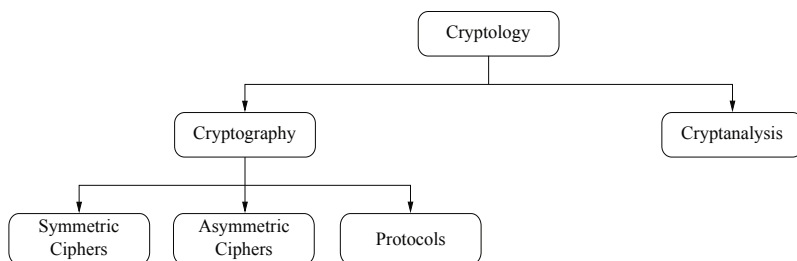 Cryptology
Cryptography
Cryptanalysis
Symmetric
Ciphers
Asymmetric
Ciphers
Protocols